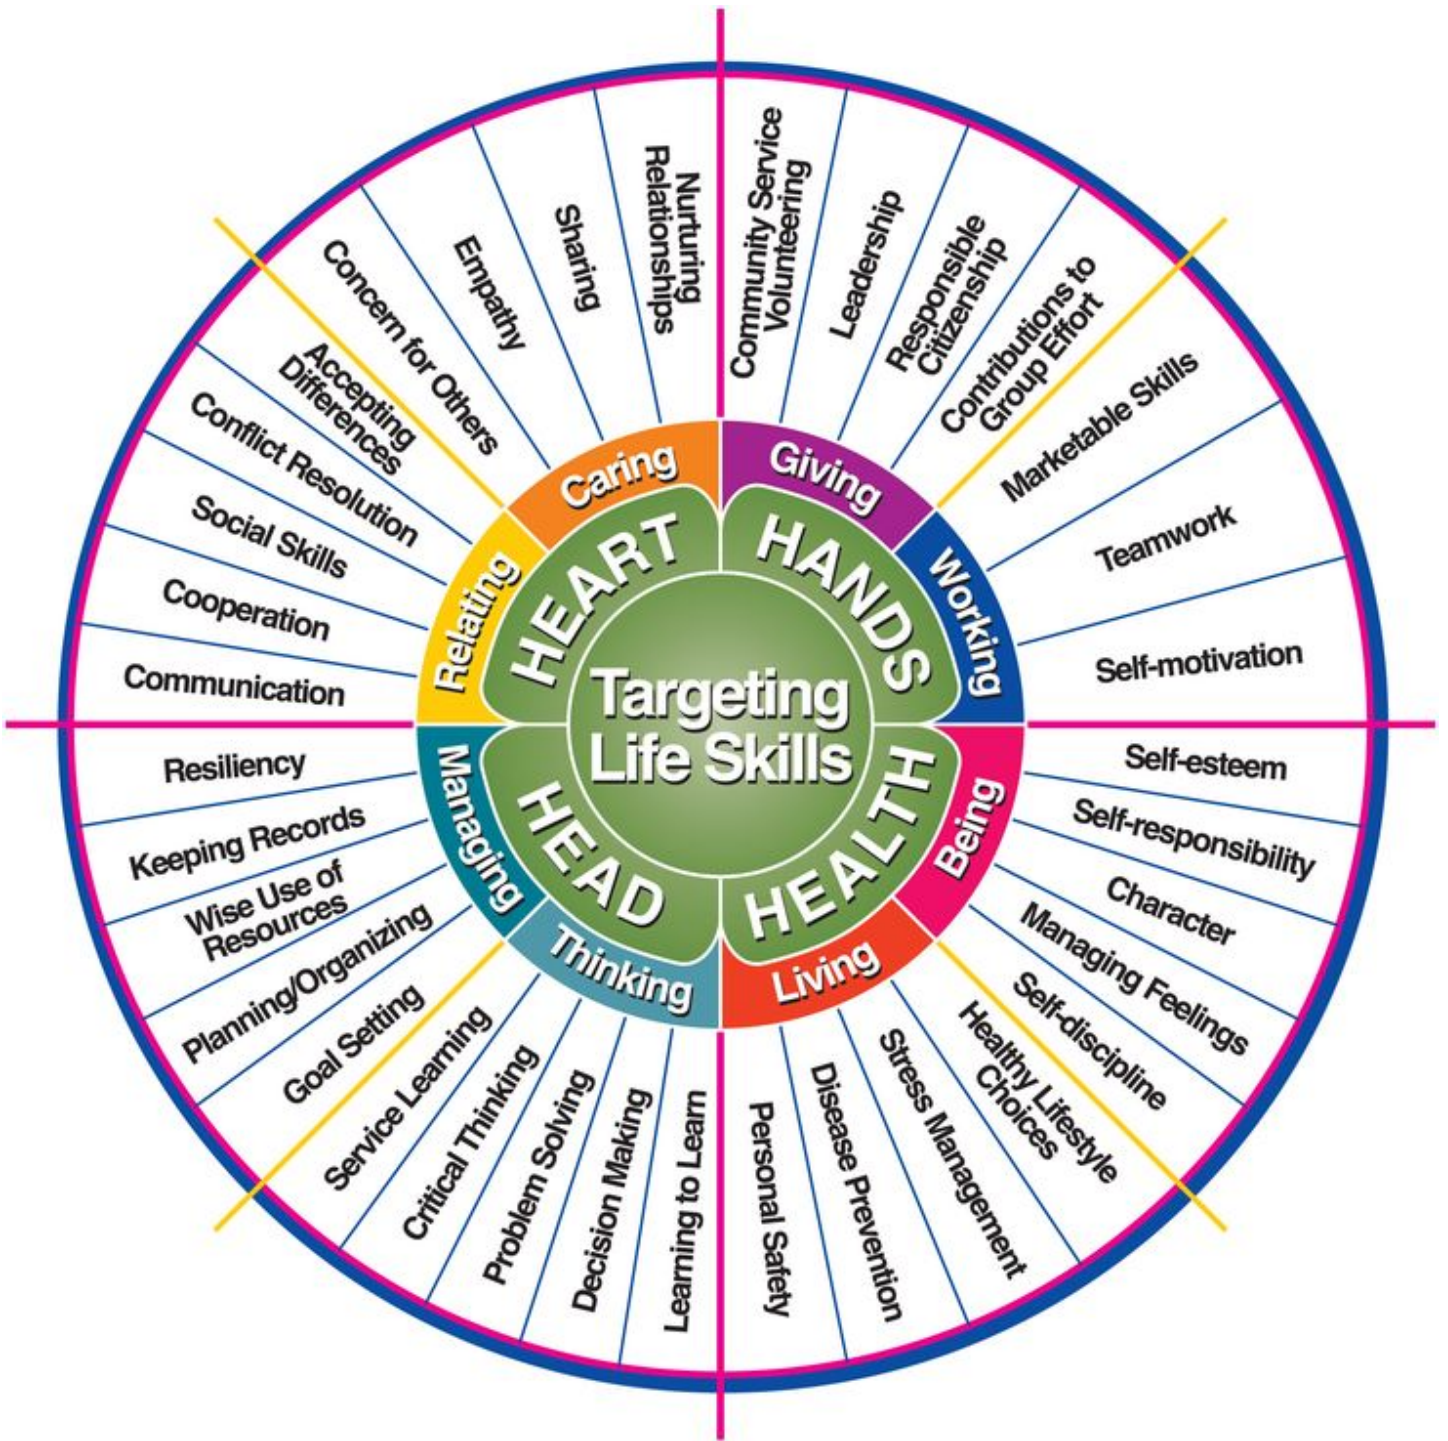 Targeting
Life Skills
HEART
HANDS
HEALTH
HEAD
Caring
Giving
Working
Being
Living
Thinking
Managing
Relating
Community Service
Volunteering
Leadership
Responsible
Citizenship
Contributions to
Group Effort
Marketable Skills
Teamwork
Self-motivation
Self-esteem
Self-responsibility
Character
Managing Feelings
Self-discipline
Healthy Lifestyle
Choices
Stress Management
Disease Prevention
Personal Safety
Learning to Learn
Decision Making
Problem Solving
Critical Thinking
Service Learning
Goal Setting
Planning/Organizing
Wise Use of
Resources
Keeping Records
Resiliency
Communication
Cooperation
Social Skills
Conflict Resolution
Accepting
Differences
Concern for Others
Empathy
Sharing
Nurturing
Relationships